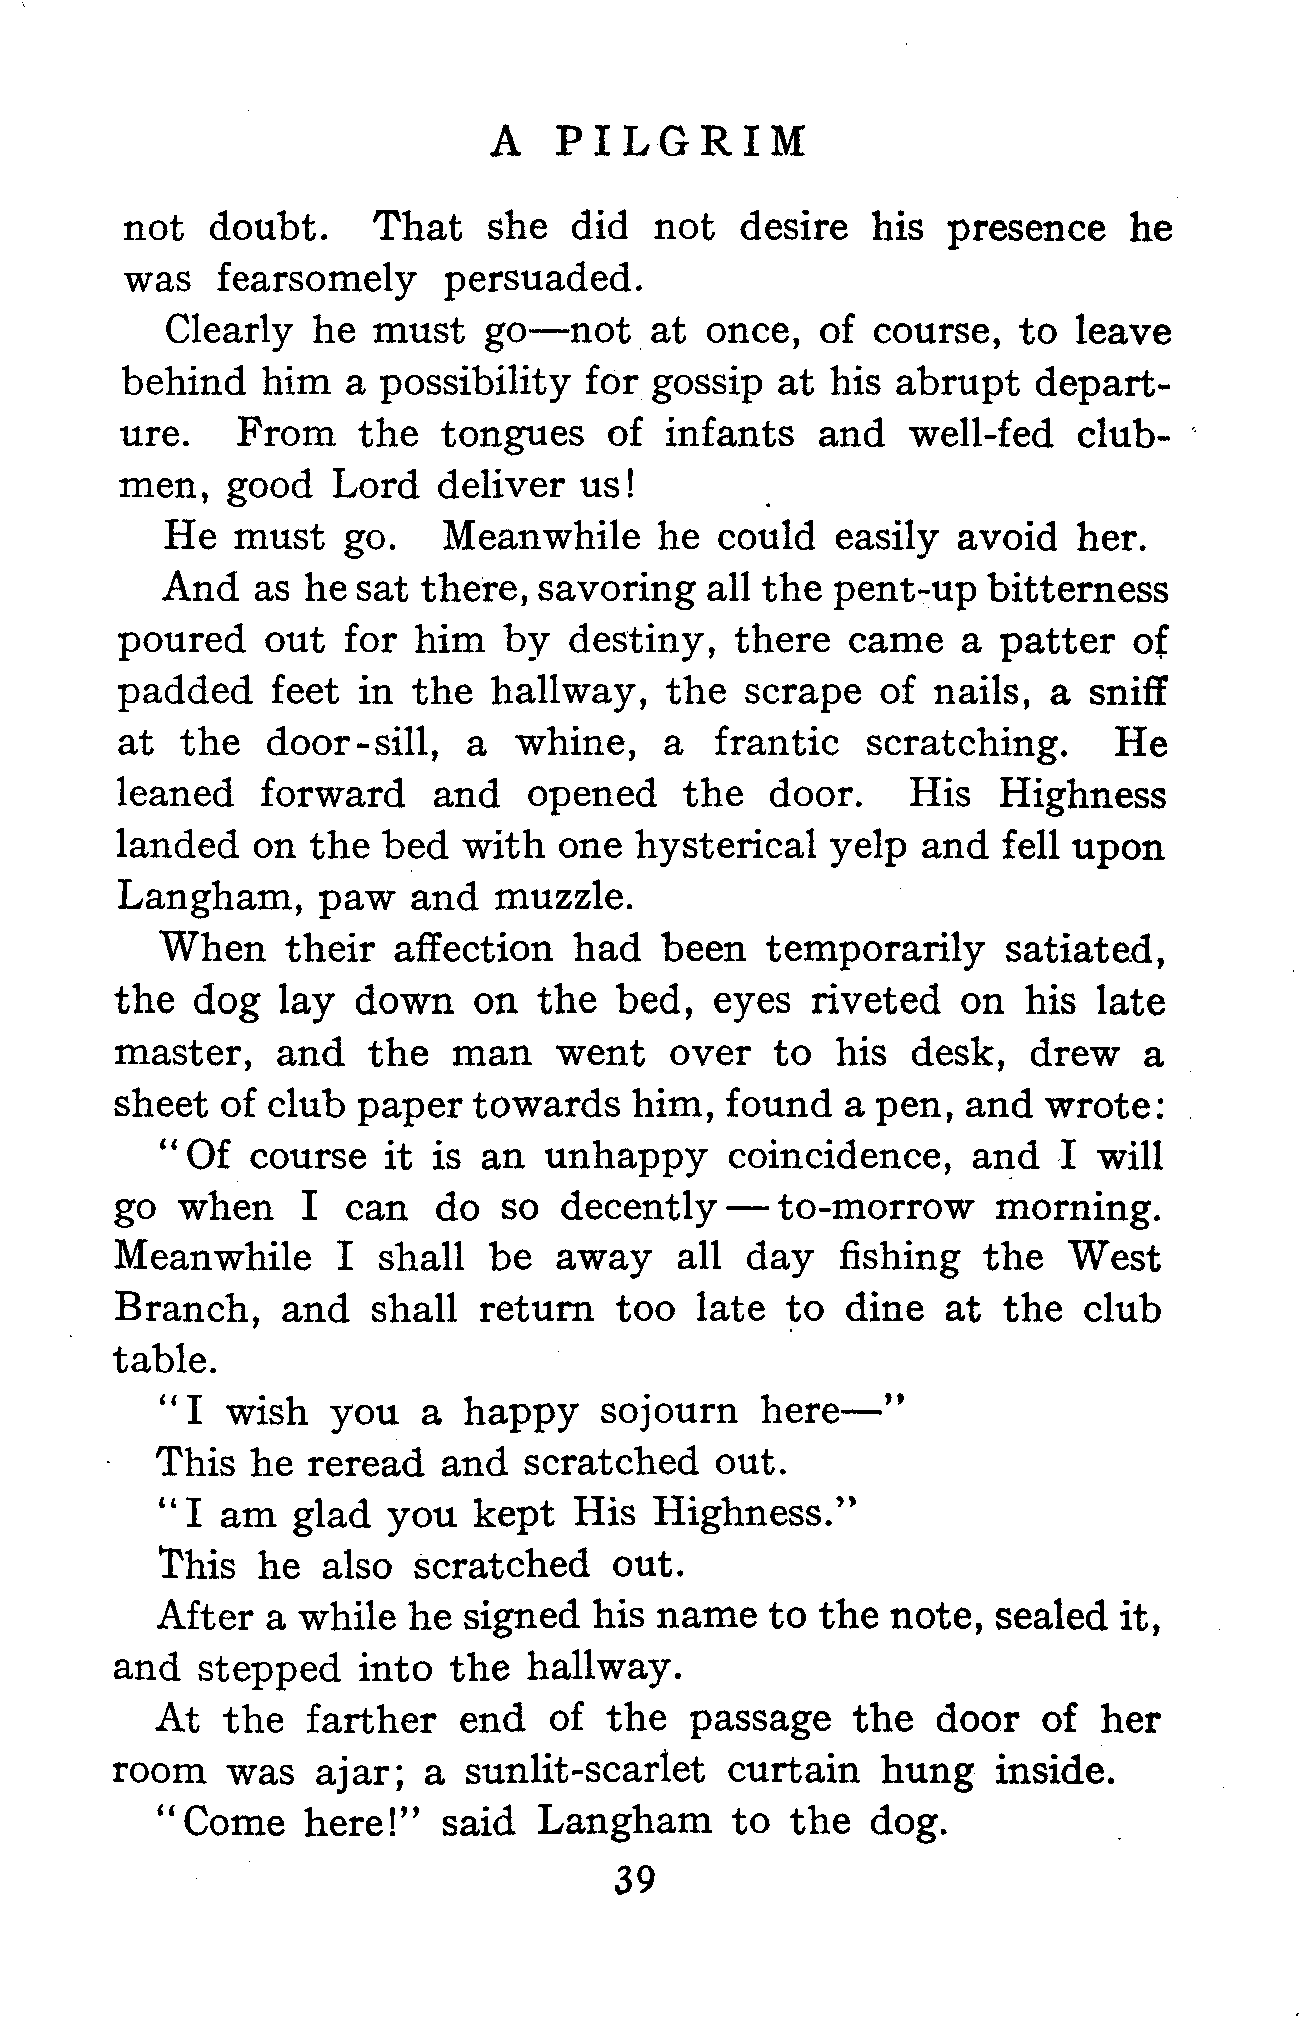 A PILGRIM
not doubt. That she did not desire his presence he
was fearsomely persuaded.
Clearly he must go—not at once, of course, to leave
behind him a possibility for gossip at his abrupt depart-
ure. From the tongues of infants and well-fed club-
men, good Lord deliver us!
He must go. Meanwhile he could easily avoid her.
And as he sat there, savoring all the pent-up bitterness
poured out for him by destiny, there came a patter of
padded feet in the hallway, the scrape of nails, a sniff
at the door-sill, a whine, a frantic scratching. He
leaned forward and opened the door. His Highness
landed on the bed with one hysterical yelp and fell upon
Langham, paw and muzzle.
When their affection had been temporarily satiated,
the dog lay down on the bed, eyes riveted on his late
master, and the man went over to his desk, drew a
sheet of club paper towards him, found a pen, and wrote:
"Of course it is an unhappy coincidence, and I will
go when I can do so decently—to-morrow morning.
Meanwhile I shall be away all day fishing the West
Branch, and shall return too late to dine at the club
table.
"I wish you a happy sojourn here—"
This he reread and scratched out.
"I am glad you kept His Highness."
This he also scratched out.
After a while he signed his name to the note, sealed it,
and stepped into the hallway.
At the farther end of the passage the door of her
room was ajar; a sunlit-scarlet curtain hung inside.
"Come here!" said Langham to the dog.
39